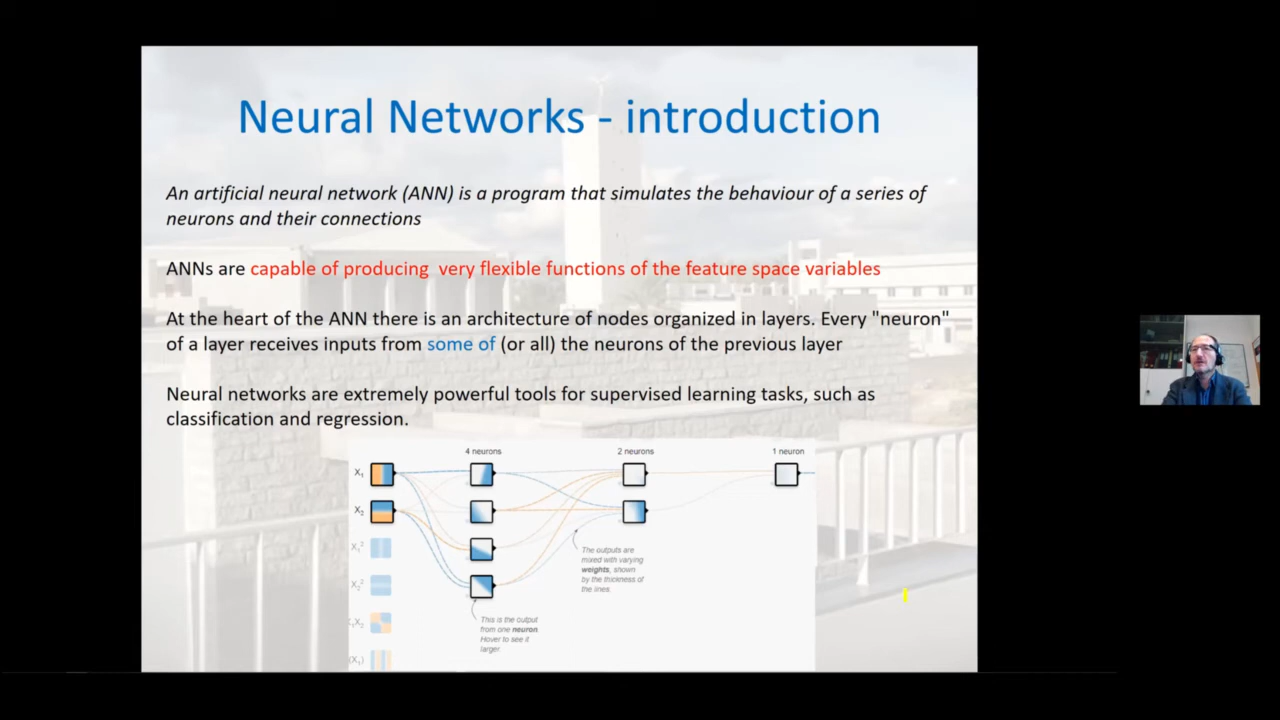 Neural Networks - introduction
An artificial neural network (ANN) is a program that simulates the behaviour of a series of
neurons and their connections
ANNs are capable of producing very flexible functions of the feature space variables
At the heart of the ANN there is an architecture of nodes organized in layers. Every "neuron"
of a layer receives inputs from some of (or all) the neurons of the previous layer
Neural networks are extremely powerful tools for supervised learning tasks, such as
classification and regression.
4 neurons
2 neurons
1 neuron
X₁
X₂
X₁²
X₂²
X₂
(X₁)
The outputs are
mixed with varying
weights, shown
by the thickness of
the lines.
This is the output
from one neuron.
Hover to see it
larger.